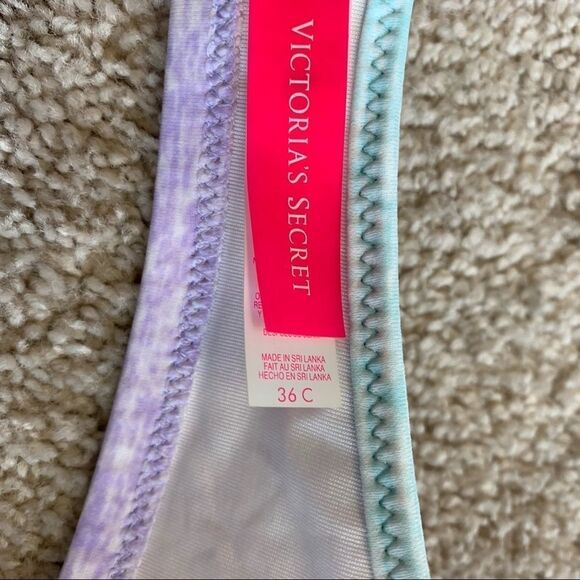 VICTORIA'S SECRET
MADE IN SRI LANKA
FAIT AU SRI LANKA
HECHO EN SRI LANKA
36 C